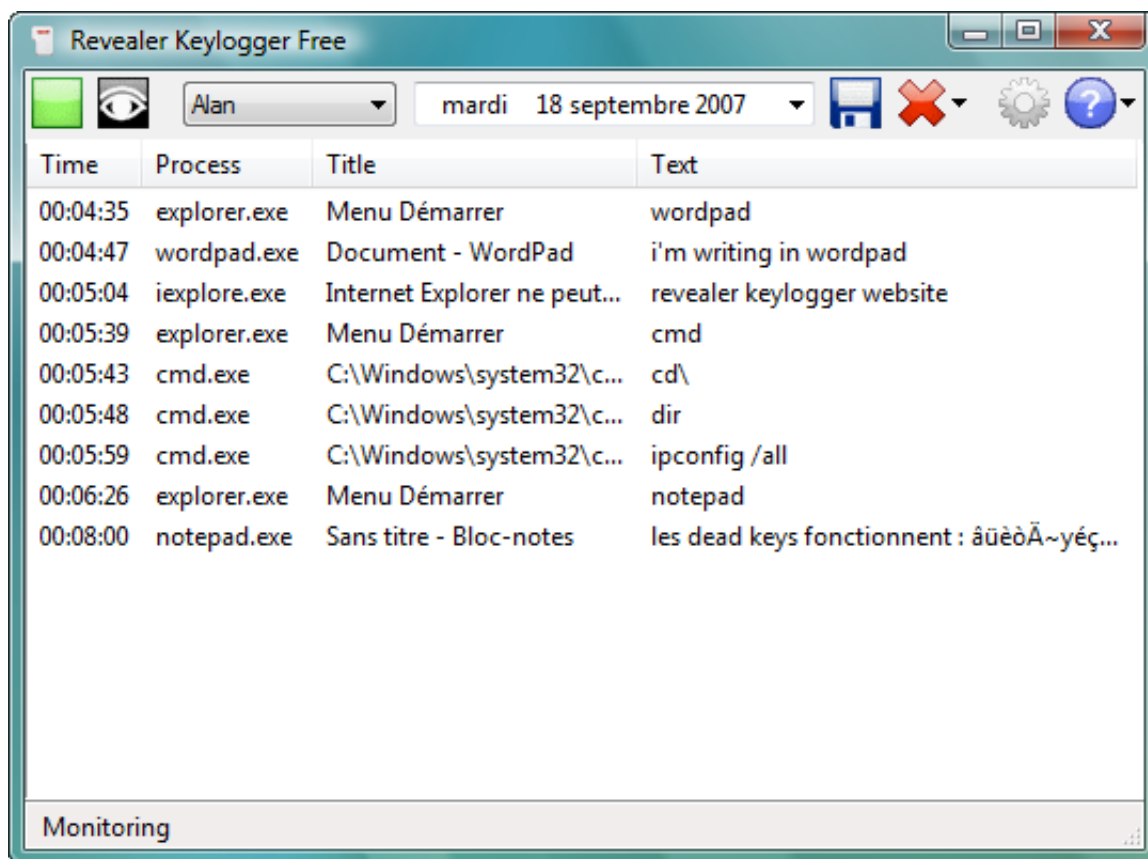 Revealer Keylogger Free
Alan mardi 18 septembre 2007
Time Process Title Text
00:04:35 explorer.exe Menu Démarrer wordpad
00:04:47 wordpad.exe Document - WordPad i'm writing in wordpad
00:05:04 iexplore.exe Internet Explorer ne peut... revealer keylogger website
00:05:39 explorer.exe Menu Démarrer cmd
00:05:43 cmd.exe C:\Windows\system32\c... cd\
00:05:48 cmd.exe C:\Windows\system32\c... dir
00:05:59 cmd.exe C:\Windows\system32\c... ipconfig /all
00:06:26 explorer.exe Menu Démarrer notepad
00:08:00 notepad.exe Sans titre - Bloc-notes les dead keys fonctionnent : âüèòÄ~yéç...
Monitoring